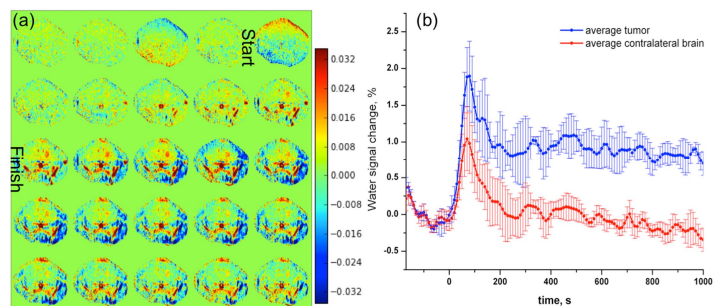 (a)
Start
Finish
0.032
0.024
0.016
0.008
0.000
−0.008
−0.016
−0.024
−0.032
(b)
average tumor
average contralateral brain
Water signal change, %
2.5
2.0
1.5
1.0
0.5
0.0
-0.5
0 200 400 600 800 1000
time, s